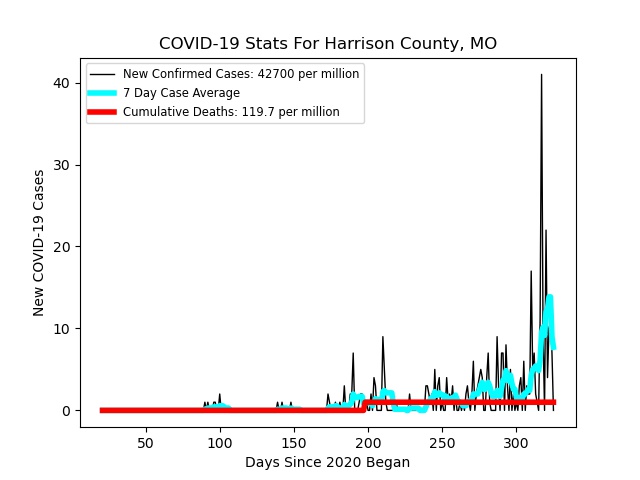 COVID-19 Stats For Harrison County, MO
New Confirmed Cases: 42700 per million
7 Day Case Average
Cumulative Deaths: 119.7 per million
New COVID-19 Cases
40
30
20
10
0
50 100 150 200 250 300
Days Since 2020 Began